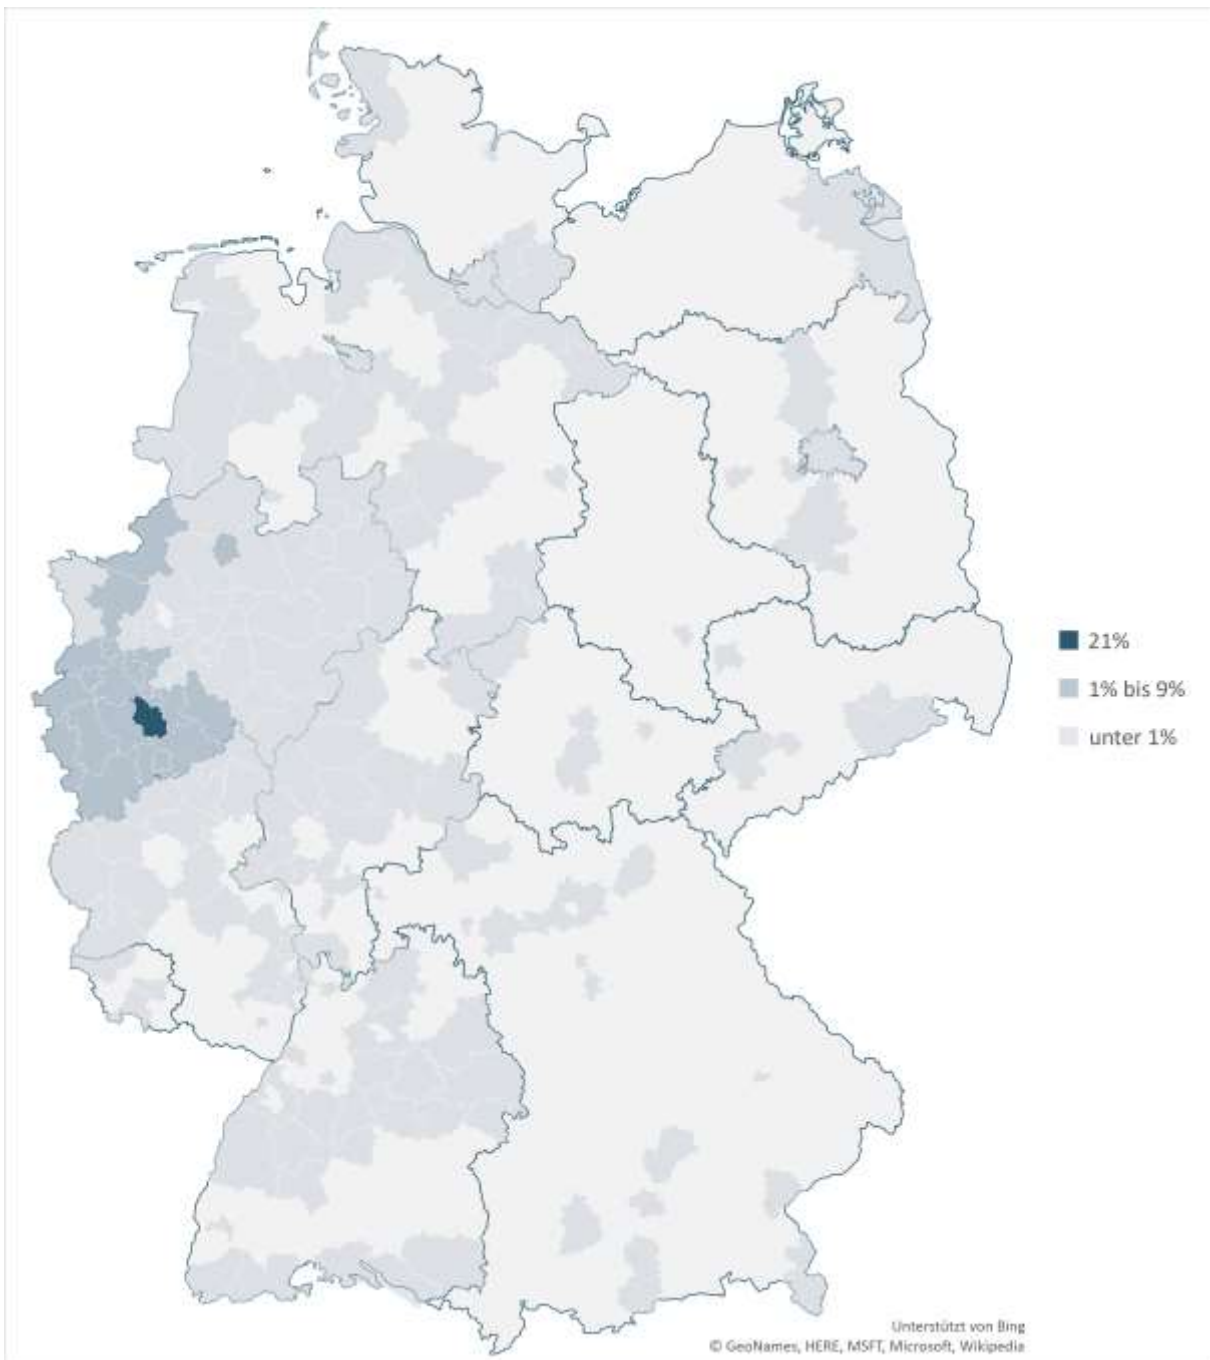 21%
1% bis 9%
unter 1%
Unterstützt von Bing
© GeoNames, HERE, MSFT, Microsoft, Wikipedia